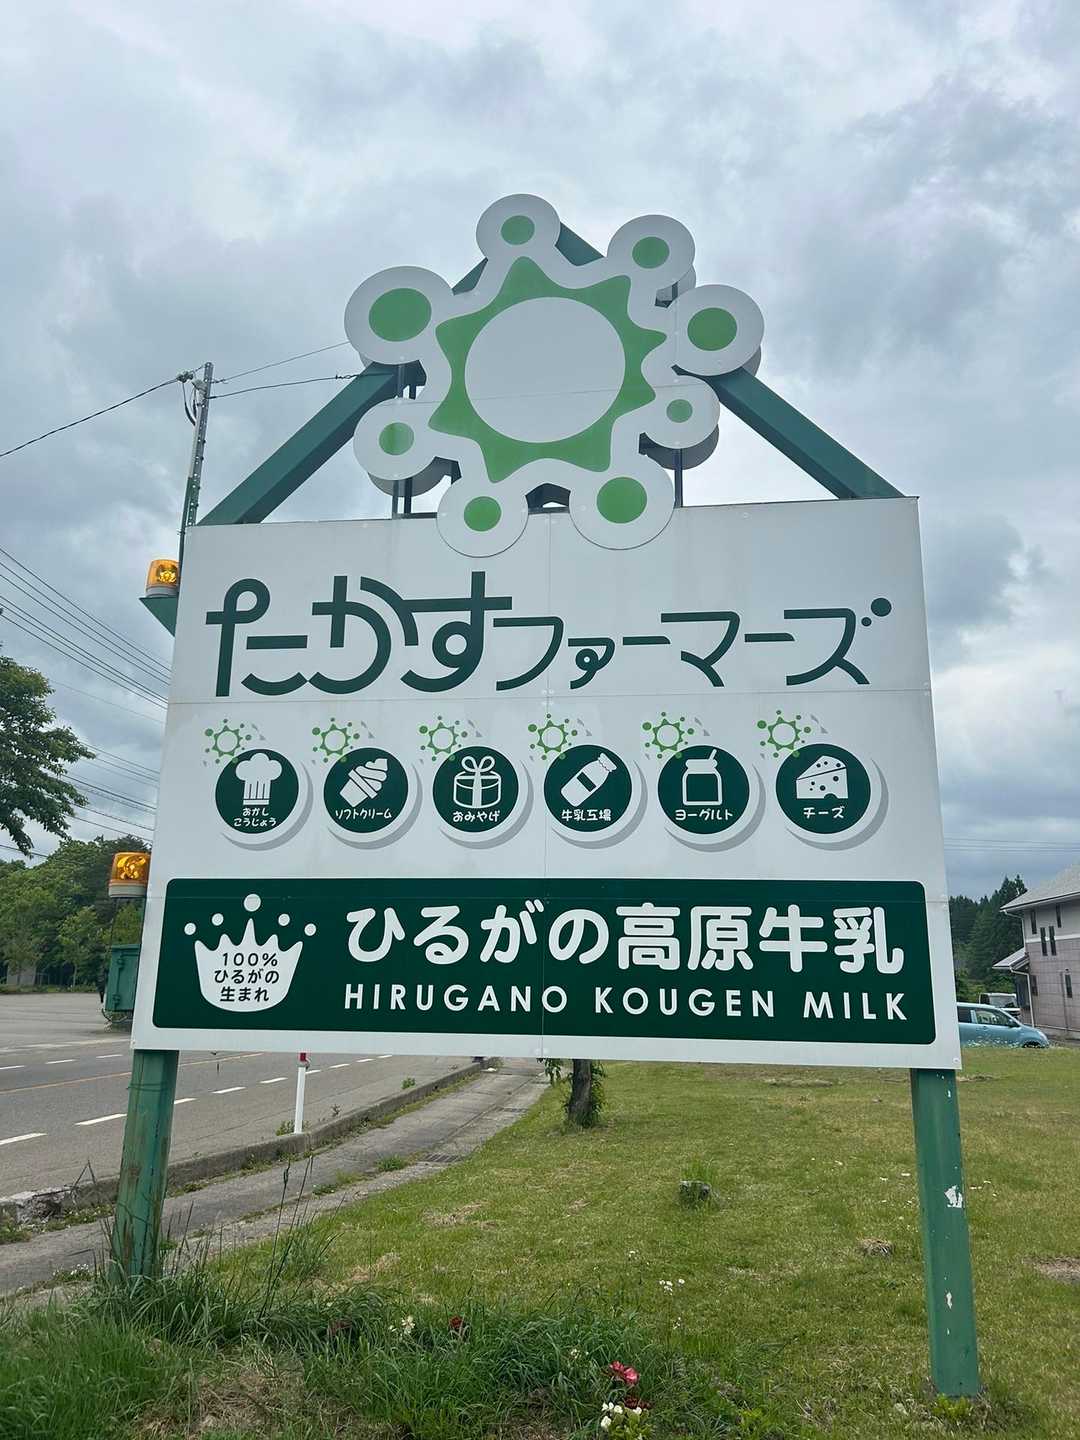 たかすファーマーズ
おかし
こうじょう
ソフトクリーム
おみやげ
牛乳工場
ヨーグルト
チーズ
100%
ひるがの
生まれ
ひるがの高原牛乳
HIRUGANO KOUGEN MILK